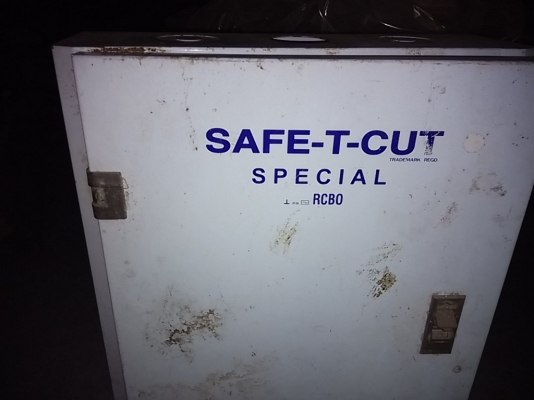 SAFE-T-CUT
TRADEMARK REGD.
SPECIAL
RCBO